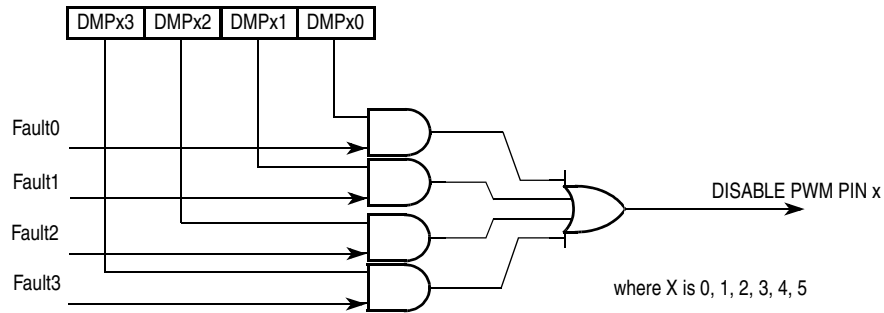 DMPx3 DMPx2 DMPx1 DMPx0
Fault0
Fault1
DISABLE PWM PIN x
Fault2
Fault3
where X is 0, 1, 2, 3, 4, 5